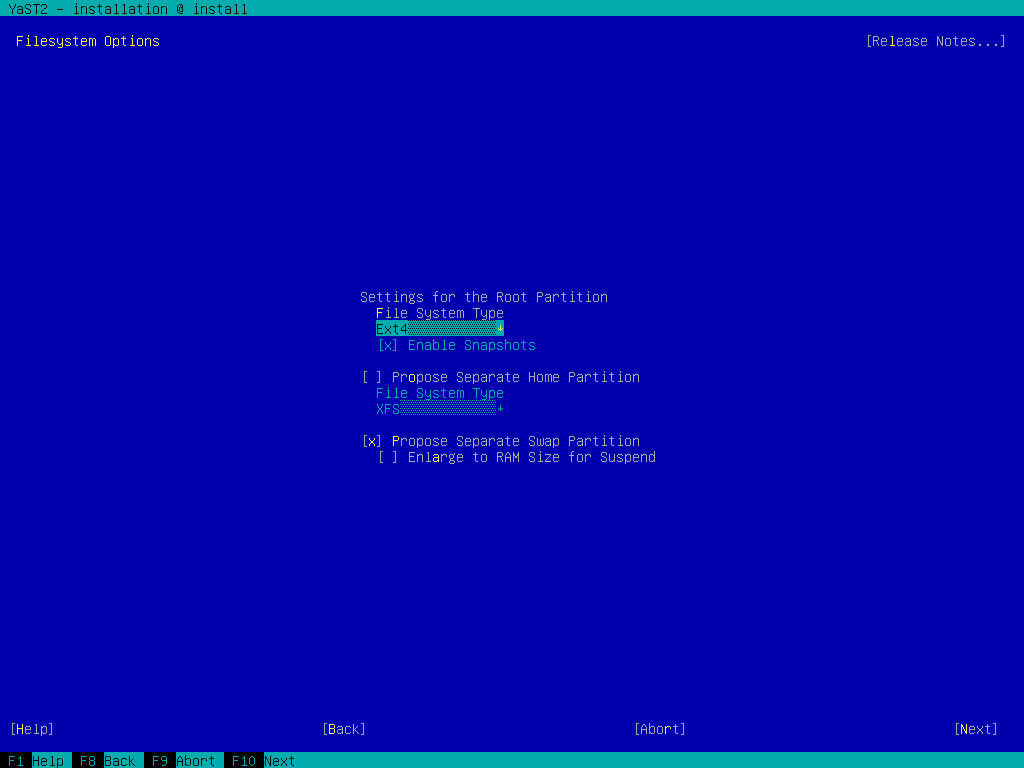 YaST2 - installation @ install
Filesystem Options [Release Notes...]
Settings for the Root Partition
File System Type
Ext4↓
[x] Enable Snapshots
[ ] Propose Separate Home Partition
File System Type
XFS↓
[x] Propose Separate Swap Partition
[ ] Enlarge to RAM Size for Suspend
[Help] [Back] [Abort] [Next]
F1 Help F8 Back F9 Abort F10 Next